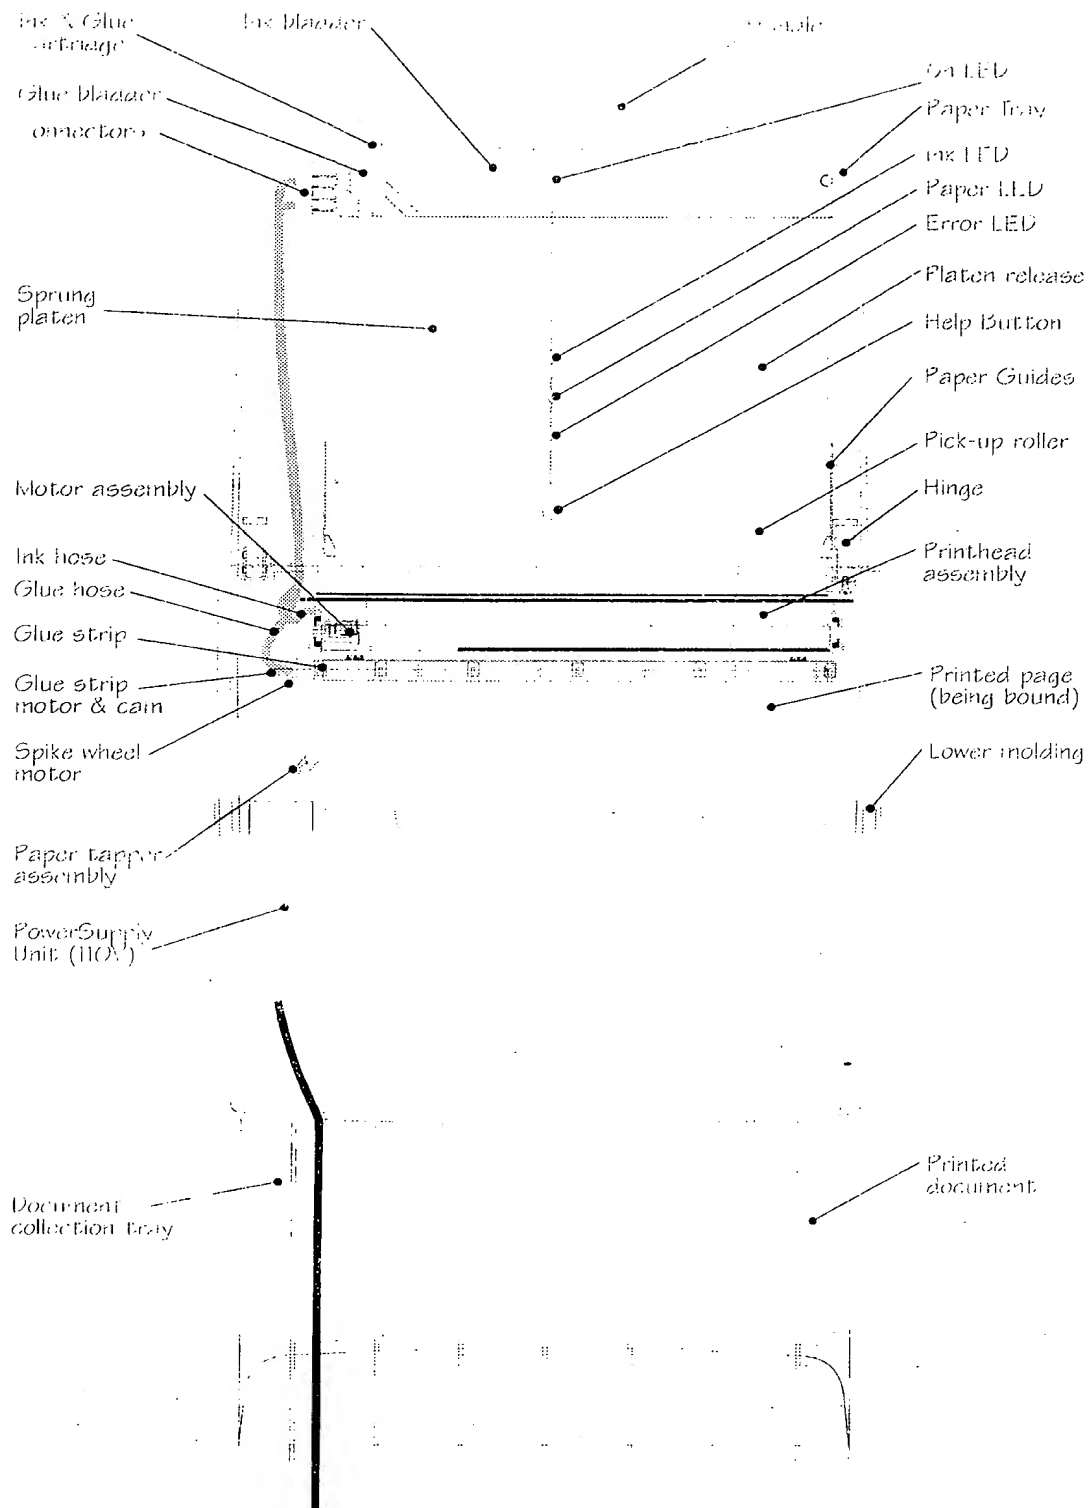 Ink & Glue
cartridge
Ink bladder
Glue bladder
connectors
On LED
Paper Tray
Ink LED
Paper LED
Error LED
Platen release
Help Button
Paper Guides
Pick-up roller
Hinge
Printhead
assembly
Printed page
(being bound)
Lower molding
Printed
document
Sprung
platen
Motor assembly
Ink hose
Glue hose
Glue strip
Glue strip
motor & cam
Spike wheel
motor
Paper tapper
assembly
PowerSupply
Unit (110V)
Document
collection tray